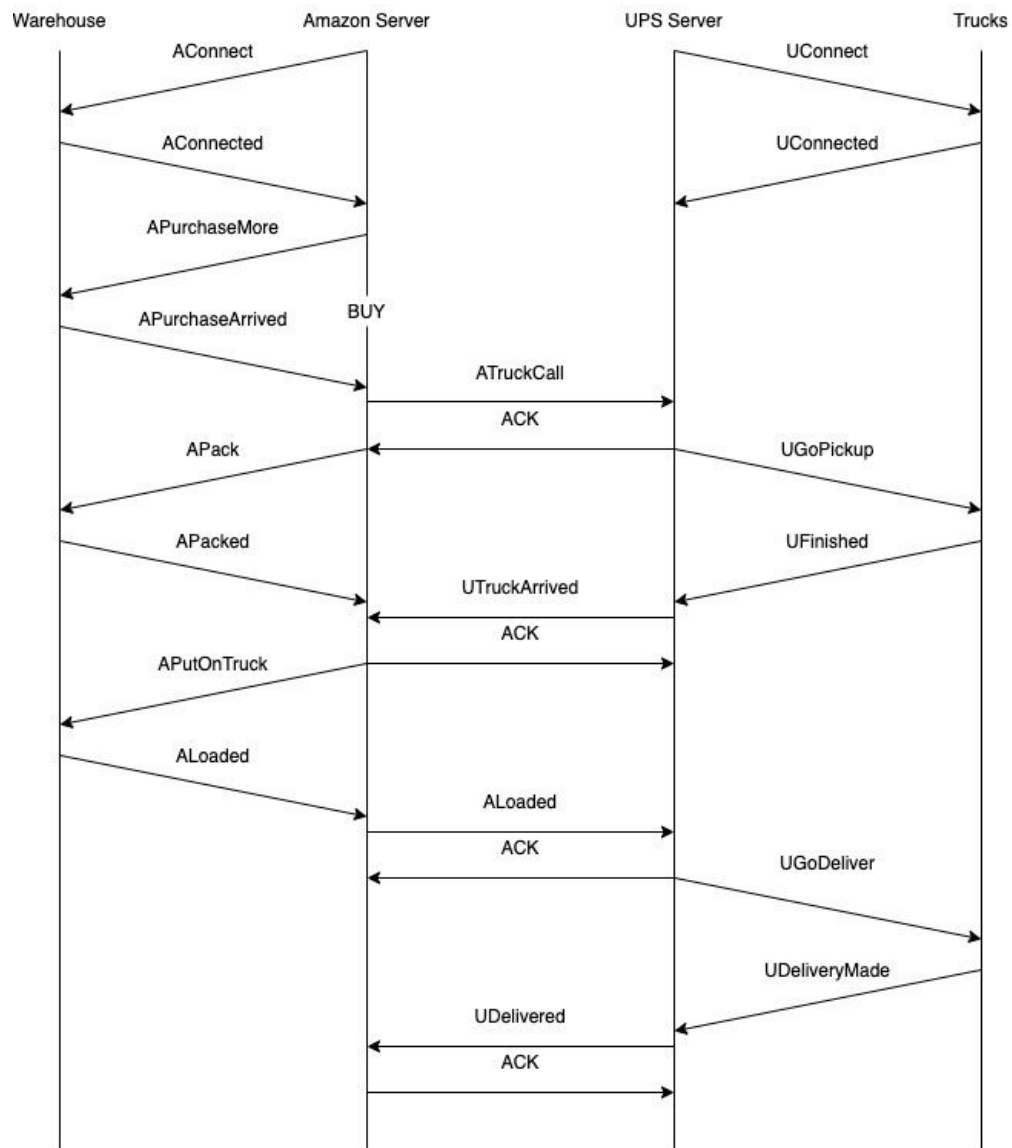 Warehouse Amazon Server UPS Server Trucks
AConnect UConnect
AConnected UConnected
APurchaseMore
BUY
APurchaseArrived
ATruckCall
ACK
APack UGoPickup
APacked UFinished
UTruckArrived
ACK
APutOnTruck
ALoaded
ALoaded
ACK
UGoDeliver
UDeliveryMade
UDelivered
ACK